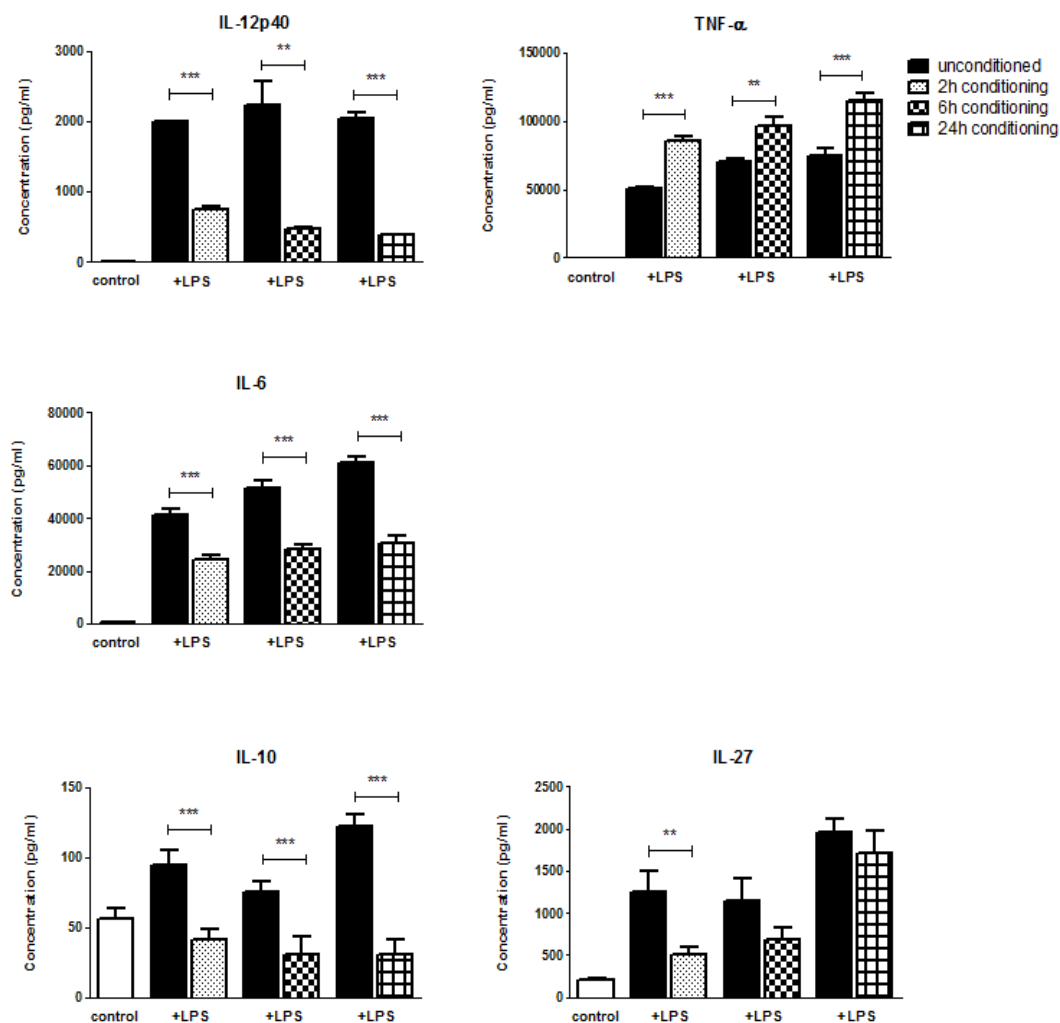 IL-12p40
Concentration (pg/ml)
3000
2000
1000
0
***
**
***
control
+LPS
+LPS
+LPS
TNF-α
Concentration (pg/ml)
150000
100000
50000
0
***
**
***
control
+LPS
+LPS
+LPS
unconditioned
2h conditioning
6h conditioning
24h conditioning
IL-6
Concentration (pg/ml)
80000
60000
40000
20000
0
***
***
***
control
+LPS
+LPS
+LPS
IL-10
Concentration (pg/ml)
150
100
50
0
***
***
***
control
+LPS
+LPS
+LPS
IL-27
Concentration (pg/ml)
2500
2000
1500
1000
500
0
**
control
+LPS
+LPS
+LPS